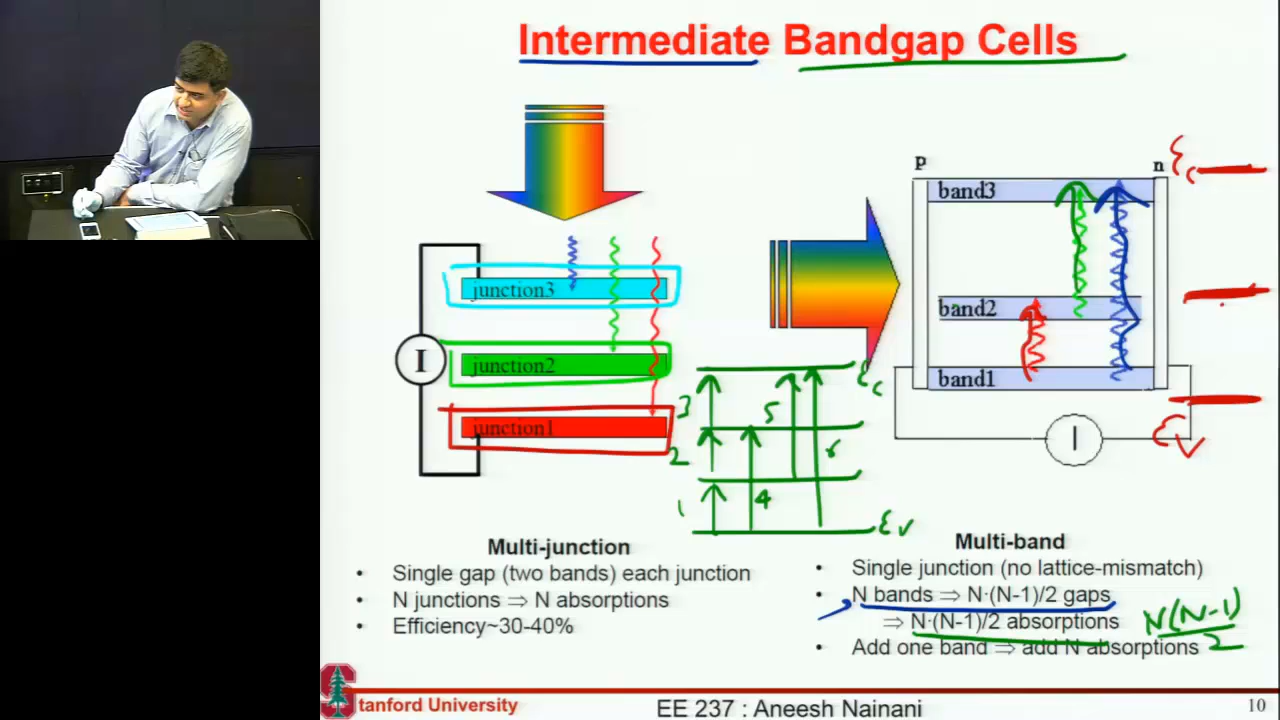 Intermediate Bandgap Cells
junction3
junction2
junction1
I
p
n
band3
band2
band1
I
Ec
Ev
Ec
Ev
1
2
3
4
5
6
Multi-junction
• Single gap (two bands) each junction
• N junctions ⇒ N absorptions
• Efficiency~30-40%
Multi-band
• Single junction (no lattice-mismatch)
• N bands ⇒ N·(N-1)/2 gaps
⇒ N·(N-1)/2 absorptions
• Add one band ⇒ add N absorptions
N(N-1)
2
Stanford University
EE 237 : Aneesh Nainani
10